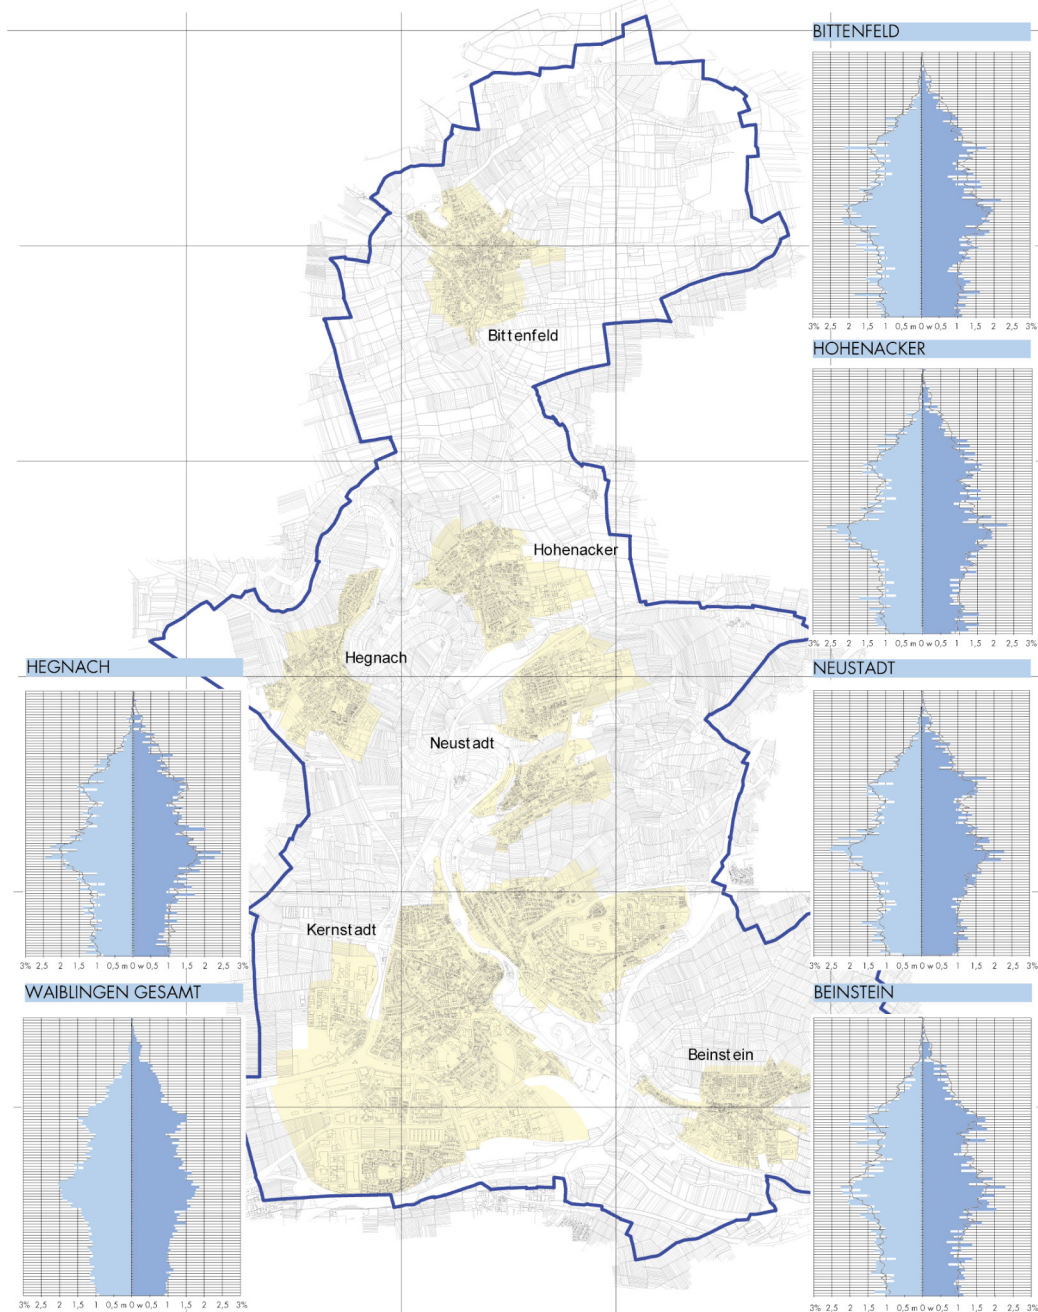 BITTENFELD
3% 2,5 2 1,5 1 0,5 m 0 w 0,5 1 1,5 2 2,5 3%
Bittenfeld
HOHENACKER
3% 2,5 2 1,5 1 0,5 m 0 w 0,5 1 1,5 2 2,5 3%
Hohenacker
Hegnach
HEGNACH
3% 2,5 2 1,5 1 0,5 m 0 w 0,5 1 1,5 2 2,5 3%
NEUSTADT
3% 2,5 2 1,5 1 0,5 m 0 w 0,5 1 1,5 2 2,5 3%
Neustadt
Kernstadt
WAIBLINGEN GESAMT
3% 2,5 2 1,5 1 0,5 m 0 w 0,5 1 1,5 2 2,5 3%
BEINSTEIN
3% 2,5 2 1,5 1 0,5 m 0 w 0,5 1 1,5 2 2,5 3%
Beinstein